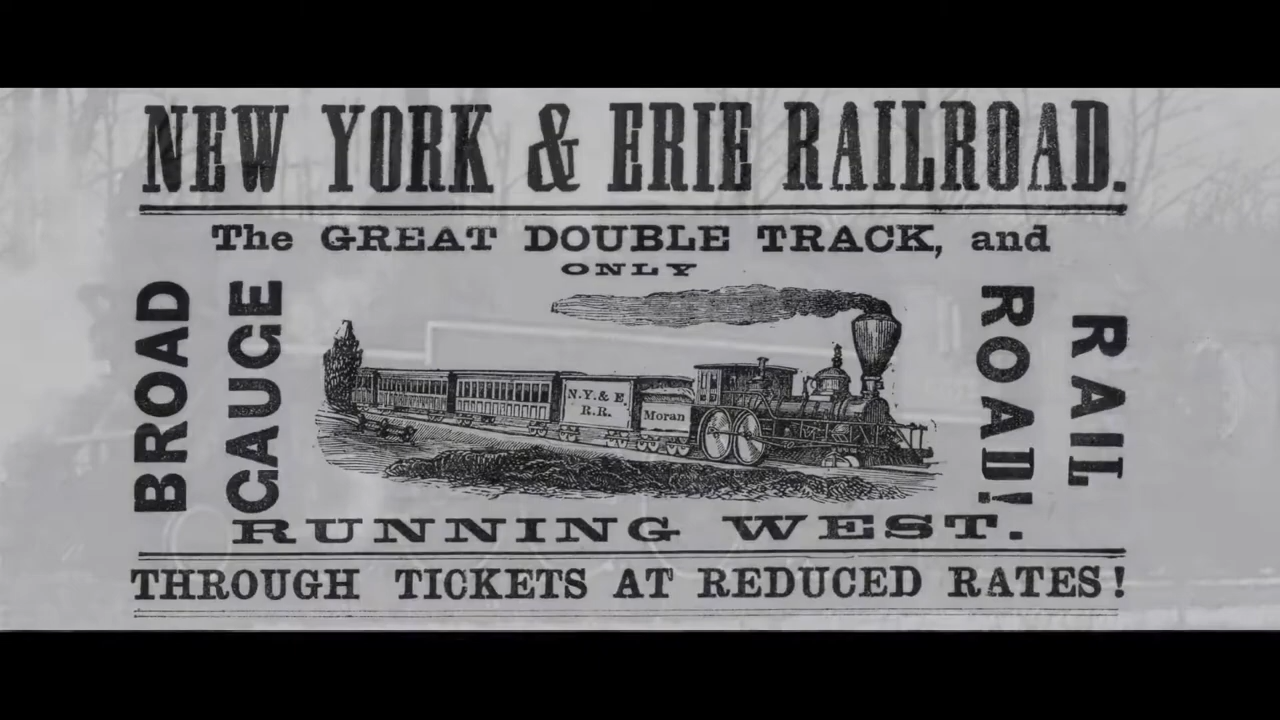 NEW YORK & ERIE RAILROAD.
The GREAT DOUBLE TRACK, and
ONLY
BROAD
GAUGE
N.Y.& E.
R.R.
Moran
ROAD!
RAIL
RUNNING WEST.
THROUGH TICKETS AT REDUCED RATES!